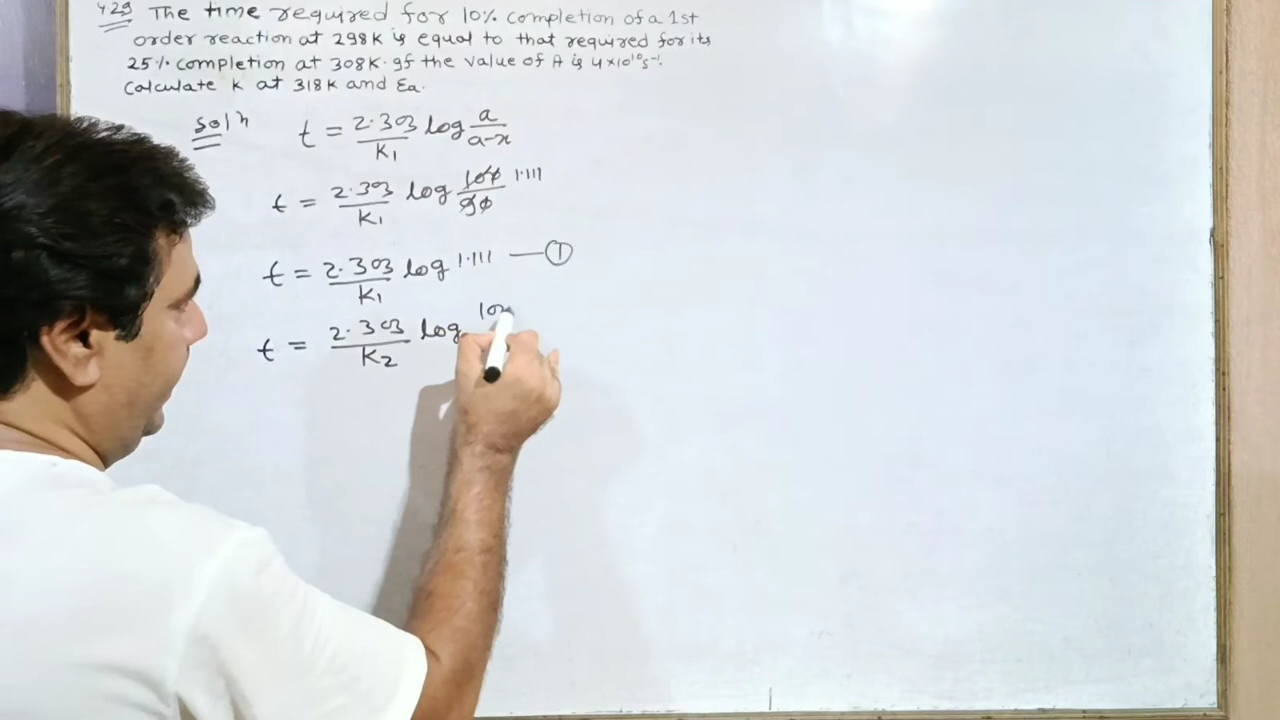 429 The time required for 10% completion of a 1st
order reaction at 298K is equal to that required for its
25% completion at 308K. If the value of A is 4×10¹⁰s⁻¹.
Calculate K at 318K and Ea.
Solⁿ t = 2.303/K₁ log a/a-x
t = 2.303/K₁ log 100/90 1.111
t = 2.303/K₁ log 1.111 —①
t = 2.303/K₂ log 10